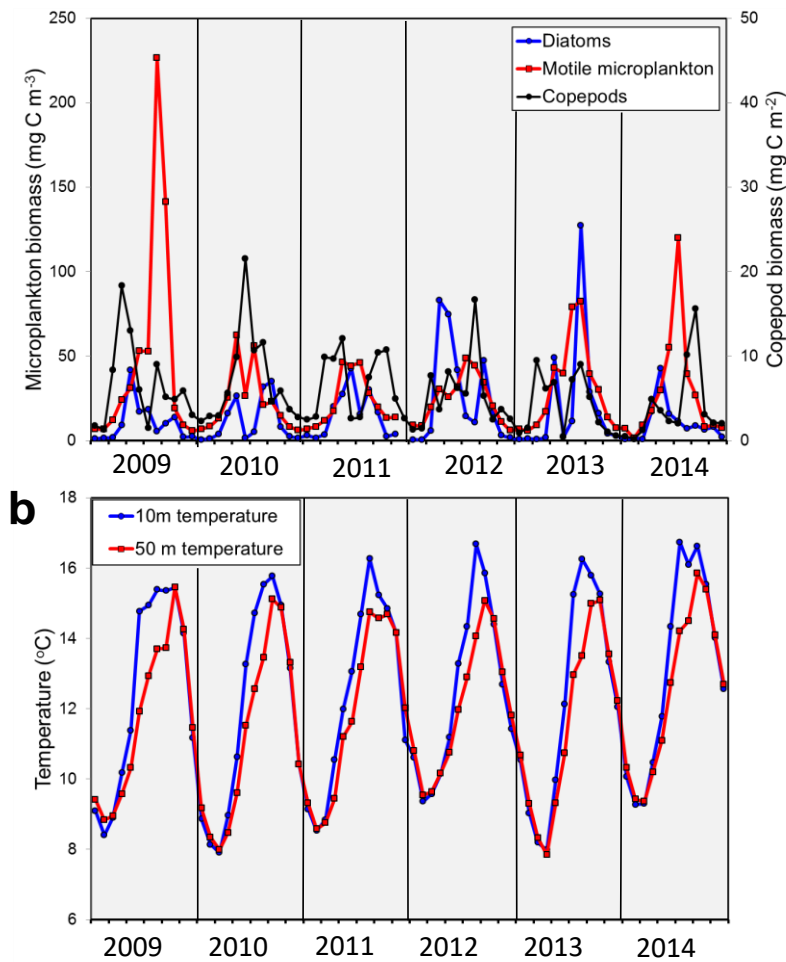 250
200
150
100
50
0
Microplankton biomass (mg C m-3)
50
40
30
20
10
0
Copepod biomass (mg C m-2)
Diatoms
Motile microplankton
Copepods
2009 2010 2011 2012 2013 2014
b
18
16
14
12
10
8
6
Temperature (oC)
10m temperature
50 m temperature
2009 2010 2011 2012 2013 2014